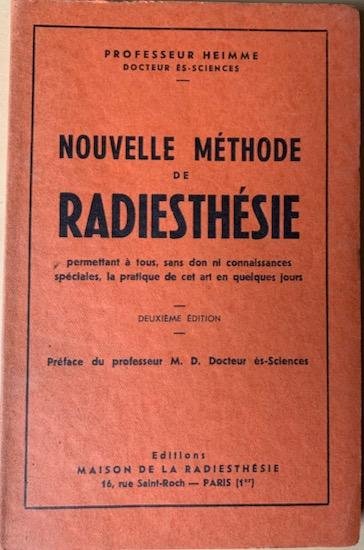 PROFESSEUR HEIMME
DOCTEUR ÈS-SCIENCES
NOUVELLE MÉTHODE
DE
RADIESTHÉSIE
permettant à tous, sans don ni connaissances
spéciales, la pratique de cet art en quelques jours
DEUXIÈME ÉDITION
Préface du professeur M. D. Docteur ès-Sciences
Editions
MAISON DE LA RADIESTHÉSIE
16, rue Saint-Roch — PARIS (1er)